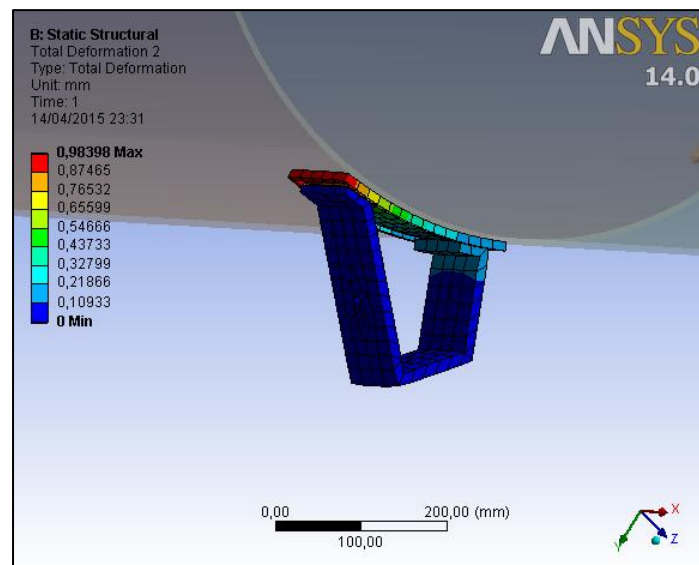 B: Static Structural
Total Deformation 2
Type: Total Deformation
Unit: mm
Time: 1
14/04/2015 23:31
ANSYS
14.0
0,98398 Max
0,87465
0,76532
0,65599
0,54666
0,43733
0,32799
0,21866
0,10933
0 Min
0,00 200,00 (mm)
100,00
X
Y
Z